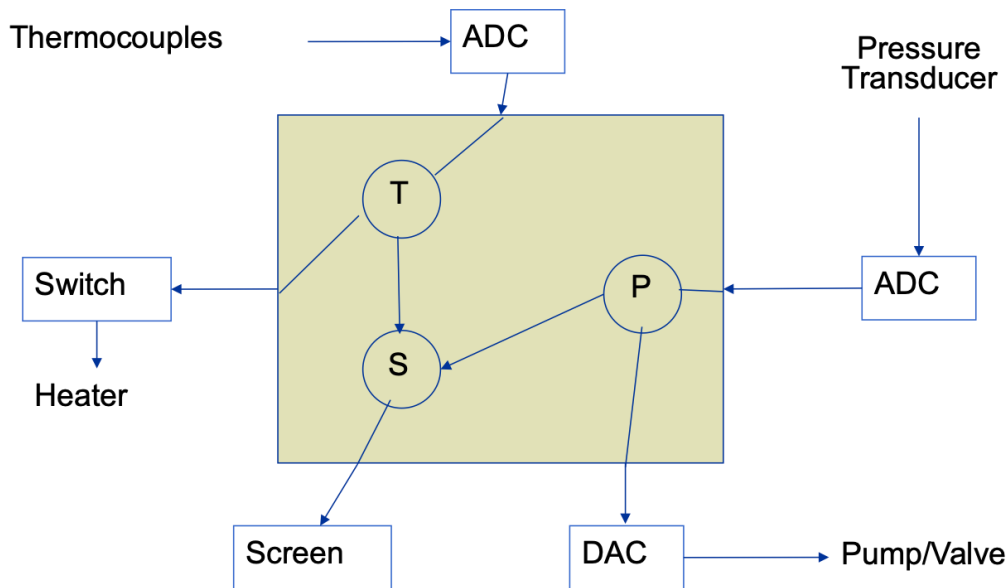 Thermocouples
ADC
Pressure
Transducer
T
Switch
P
ADC
S
Heater
Screen
DAC
Pump/Valve